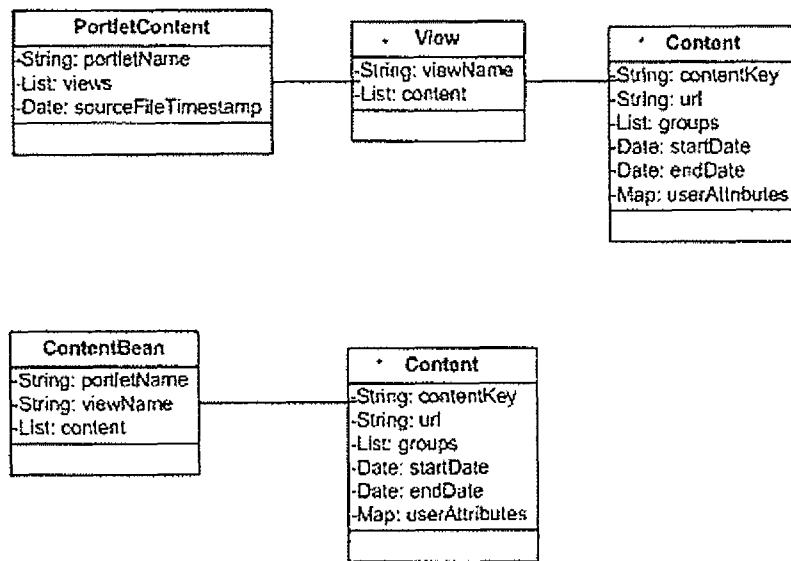 PortletContent
-String: portletName
-List: views
-Date: sourceFileTimestamp
* View
-String: viewName
-List: content
* Content
-String: contentKey
-String: url
-List: groups
-Date: startDate
-Date: endDate
-Map: userAttributes
ContentBean
-String: portletName
-String: viewName
-List: content
* Content
-String: contentKey
-String: url
-List: groups
-Date: startDate
-Date: endDate
-Map: userAttributes